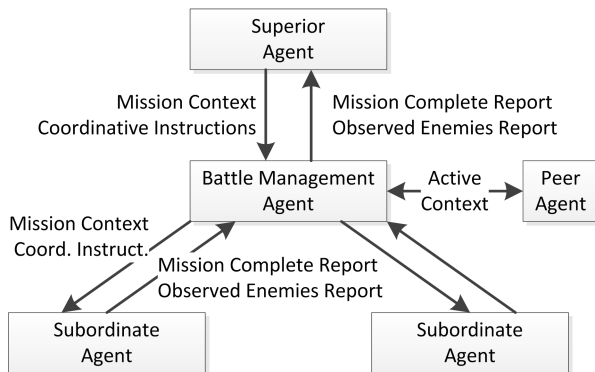 Superior
Agent
Mission Context
Coordinative Instructions
Mission Complete Report
Observed Enemies Report
Battle Management
Agent
Active
Context
Peer
Agent
Mission Context
Coord. Instruct.
Mission Complete Report
Observed Enemies Report
Subordinate
Agent
Subordinate
Agent